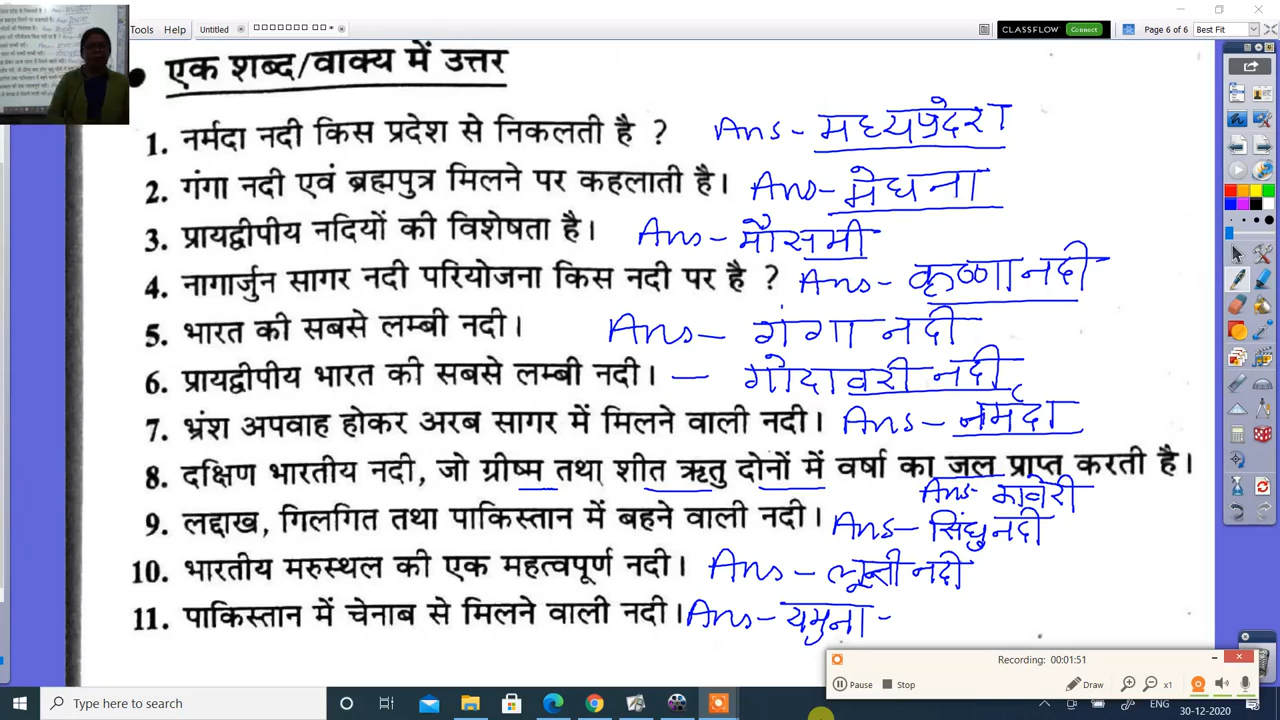 Tools Help Untitled
CLASSFLOW Connect
Page 6 of 6 Best Fit
एक शब्द/वाक्य में उत्तर
1. नर्मदा नदी किस प्रदेश से निकलती है ? Ans - मध्यप्रदेश
2. गंगा नदी एवं ब्रह्मपुत्र मिलने पर कहलाती है। Ans - मेघना
3. प्रायद्वीपीय नदियों की विशेषता है। Ans - मौसमी
4. नागार्जुन सागर नदी परियोजना किस नदी पर है ? Ans - कृष्णा नदी
5. भारत की सबसे लम्बी नदी। Ans - गंगा नदी
6. प्रायद्वीपीय भारत की सबसे लम्बी नदी। - गोदावरी नदी
7. भ्रंश अपवाह होकर अरब सागर में मिलने वाली नदी। Ans - नर्मदा
8. दक्षिण भारतीय नदी, जो ग्रीष्म तथा शीत ऋतु दोनों में वर्षा का जल प्राप्त करती है।
Ans- कावेरी
9. लद्दाख, गिलगित तथा पाकिस्तान में बहने वाली नदी। Ans - सिंधु नदी
10. भारतीय मरुस्थल की एक महत्वपूर्ण नदी। Ans - लूनी नदी
11. पाकिस्तान में चेनाब से मिलने वाली नदी। Ans - यमुना -
Recording: 00:01:51
Pause Stop Draw x1
Type here to search
ENG
30-12-2020